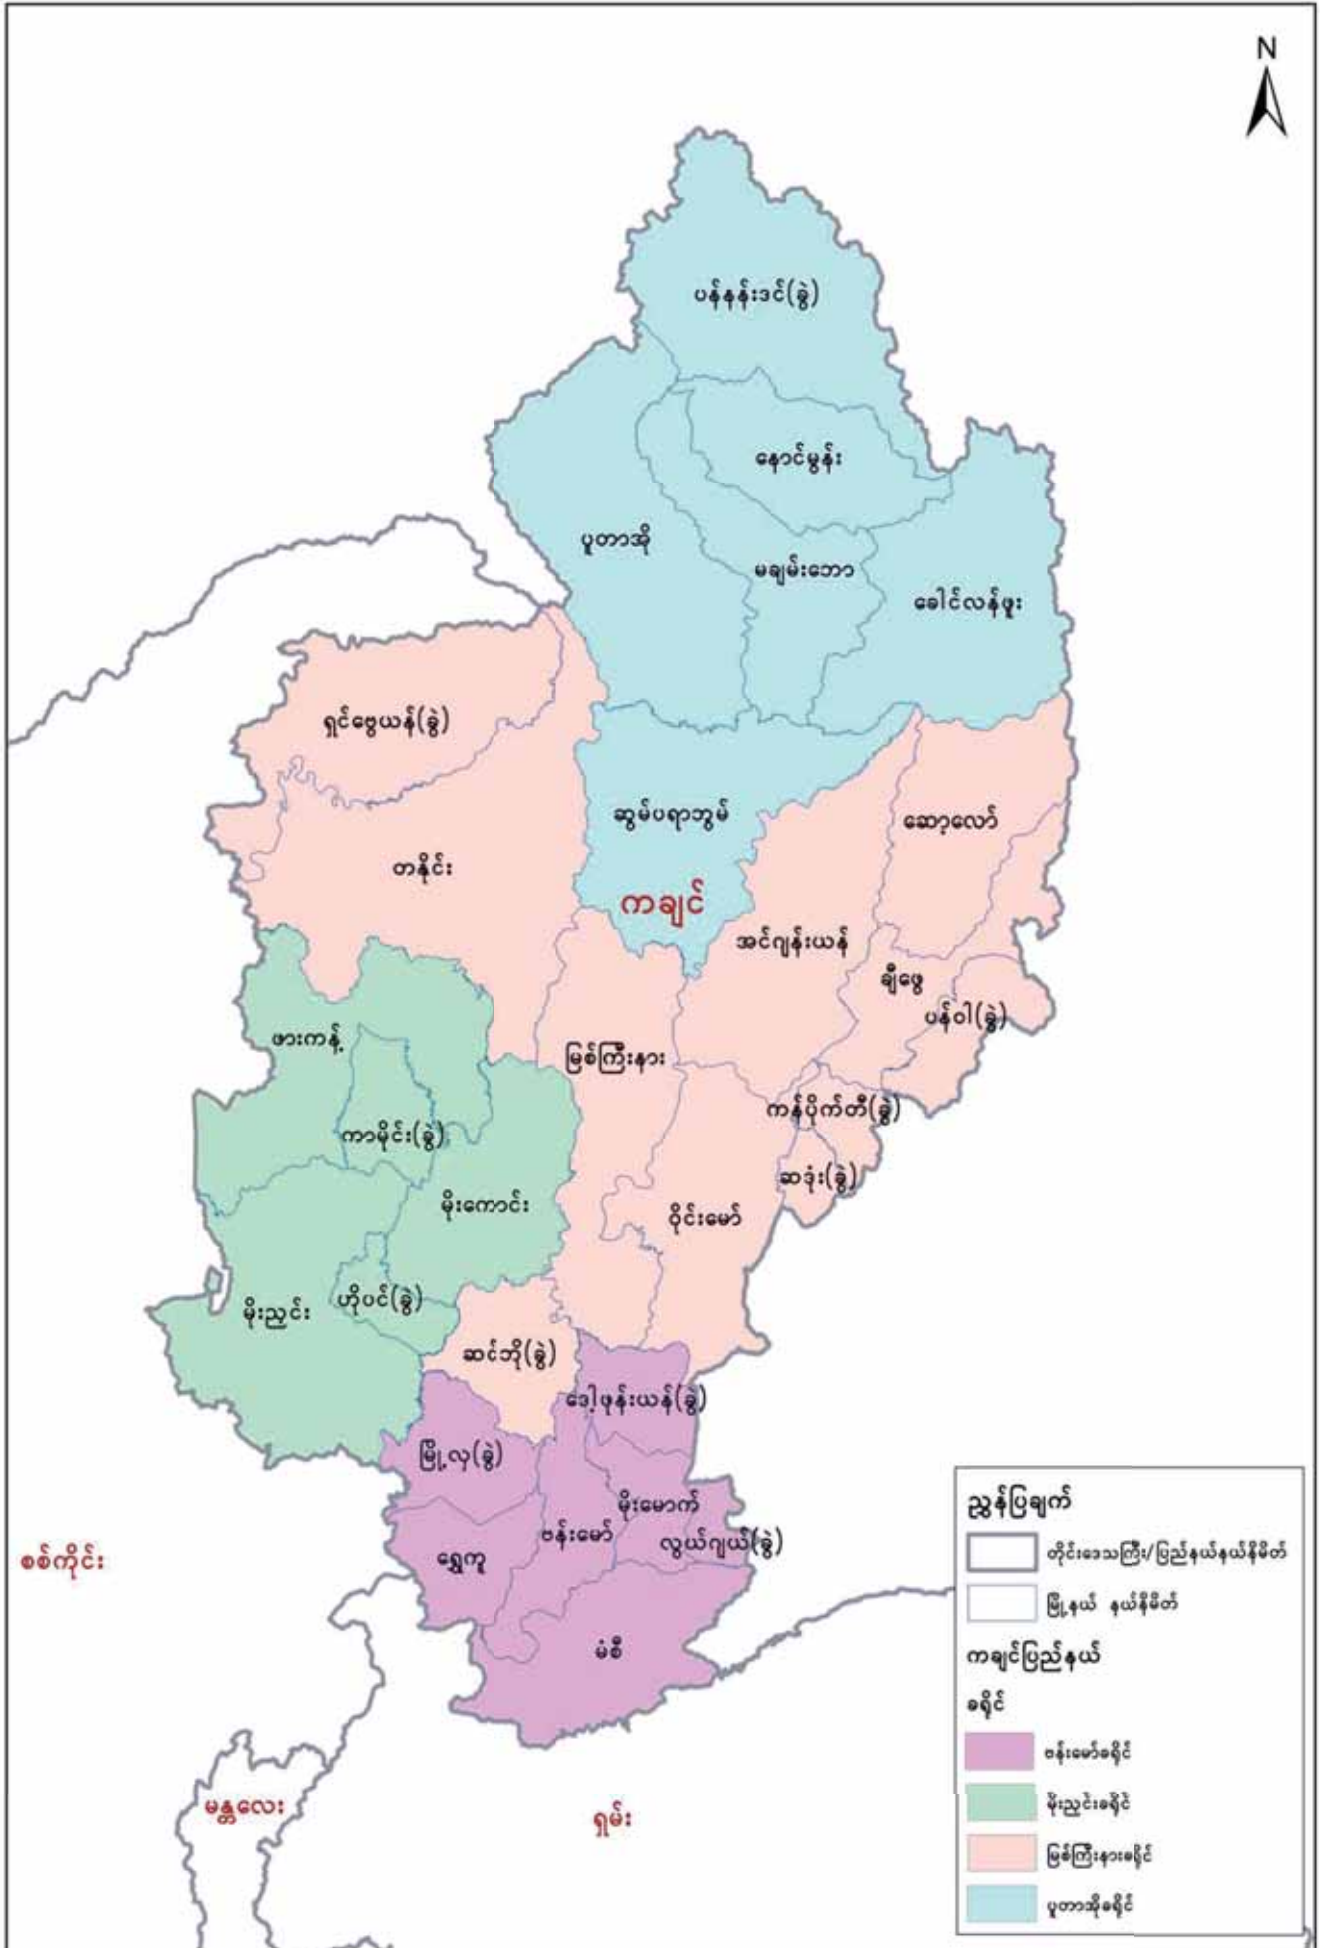 N
ပန်နန်းဒင်(ခွဲ)
နောင်မွန်း
ပူတာအို
မချမ်းဘော
ခေါင်လန်ဖူး
ရှင်ဗွေယန်(ခွဲ)
ဆွမ်ပရာဘွမ်
ဆော့လော်
တနိုင်း
ကချင်
အင်ဂျန်းယန်
ချီဖွေ
ပန်ဝါ(ခွဲ)
ဖားကန့်
မြစ်ကြီးနား
ကန်ပိုက်တီ(ခွဲ)
ကာမိုင်း(ခွဲ)
ဆဒုံး(ခွဲ)
မိုးကောင်း
ဝိုင်းမော်
ဟိုပင်(ခွဲ)
မိုးညှင်း
ဆင်ဘို(ခွဲ)
ဒေါ့ဖုန်းယန်(ခွဲ)
မြို့လှ(ခွဲ)
မိုးမောက်
ဗန်းမော်
လွယ်ဂျယ်(ခွဲ)
ရွှေကူ
စစ်ကိုင်း
မံစီ
မန္တလေး
ရှမ်း
ညွှန်ပြချက်
တိုင်းဒေသကြီး/ပြည်နယ်နယ်နိမိတ်
မြို့နယ် နယ်နိမိတ်
ကချင်ပြည်နယ်
ခရိုင်
ဗန်းမော်ခရိုင်
မိုးညှင်းခရိုင်
မြစ်ကြီးနားခရိုင်
ပူတာအိုခရိုင်